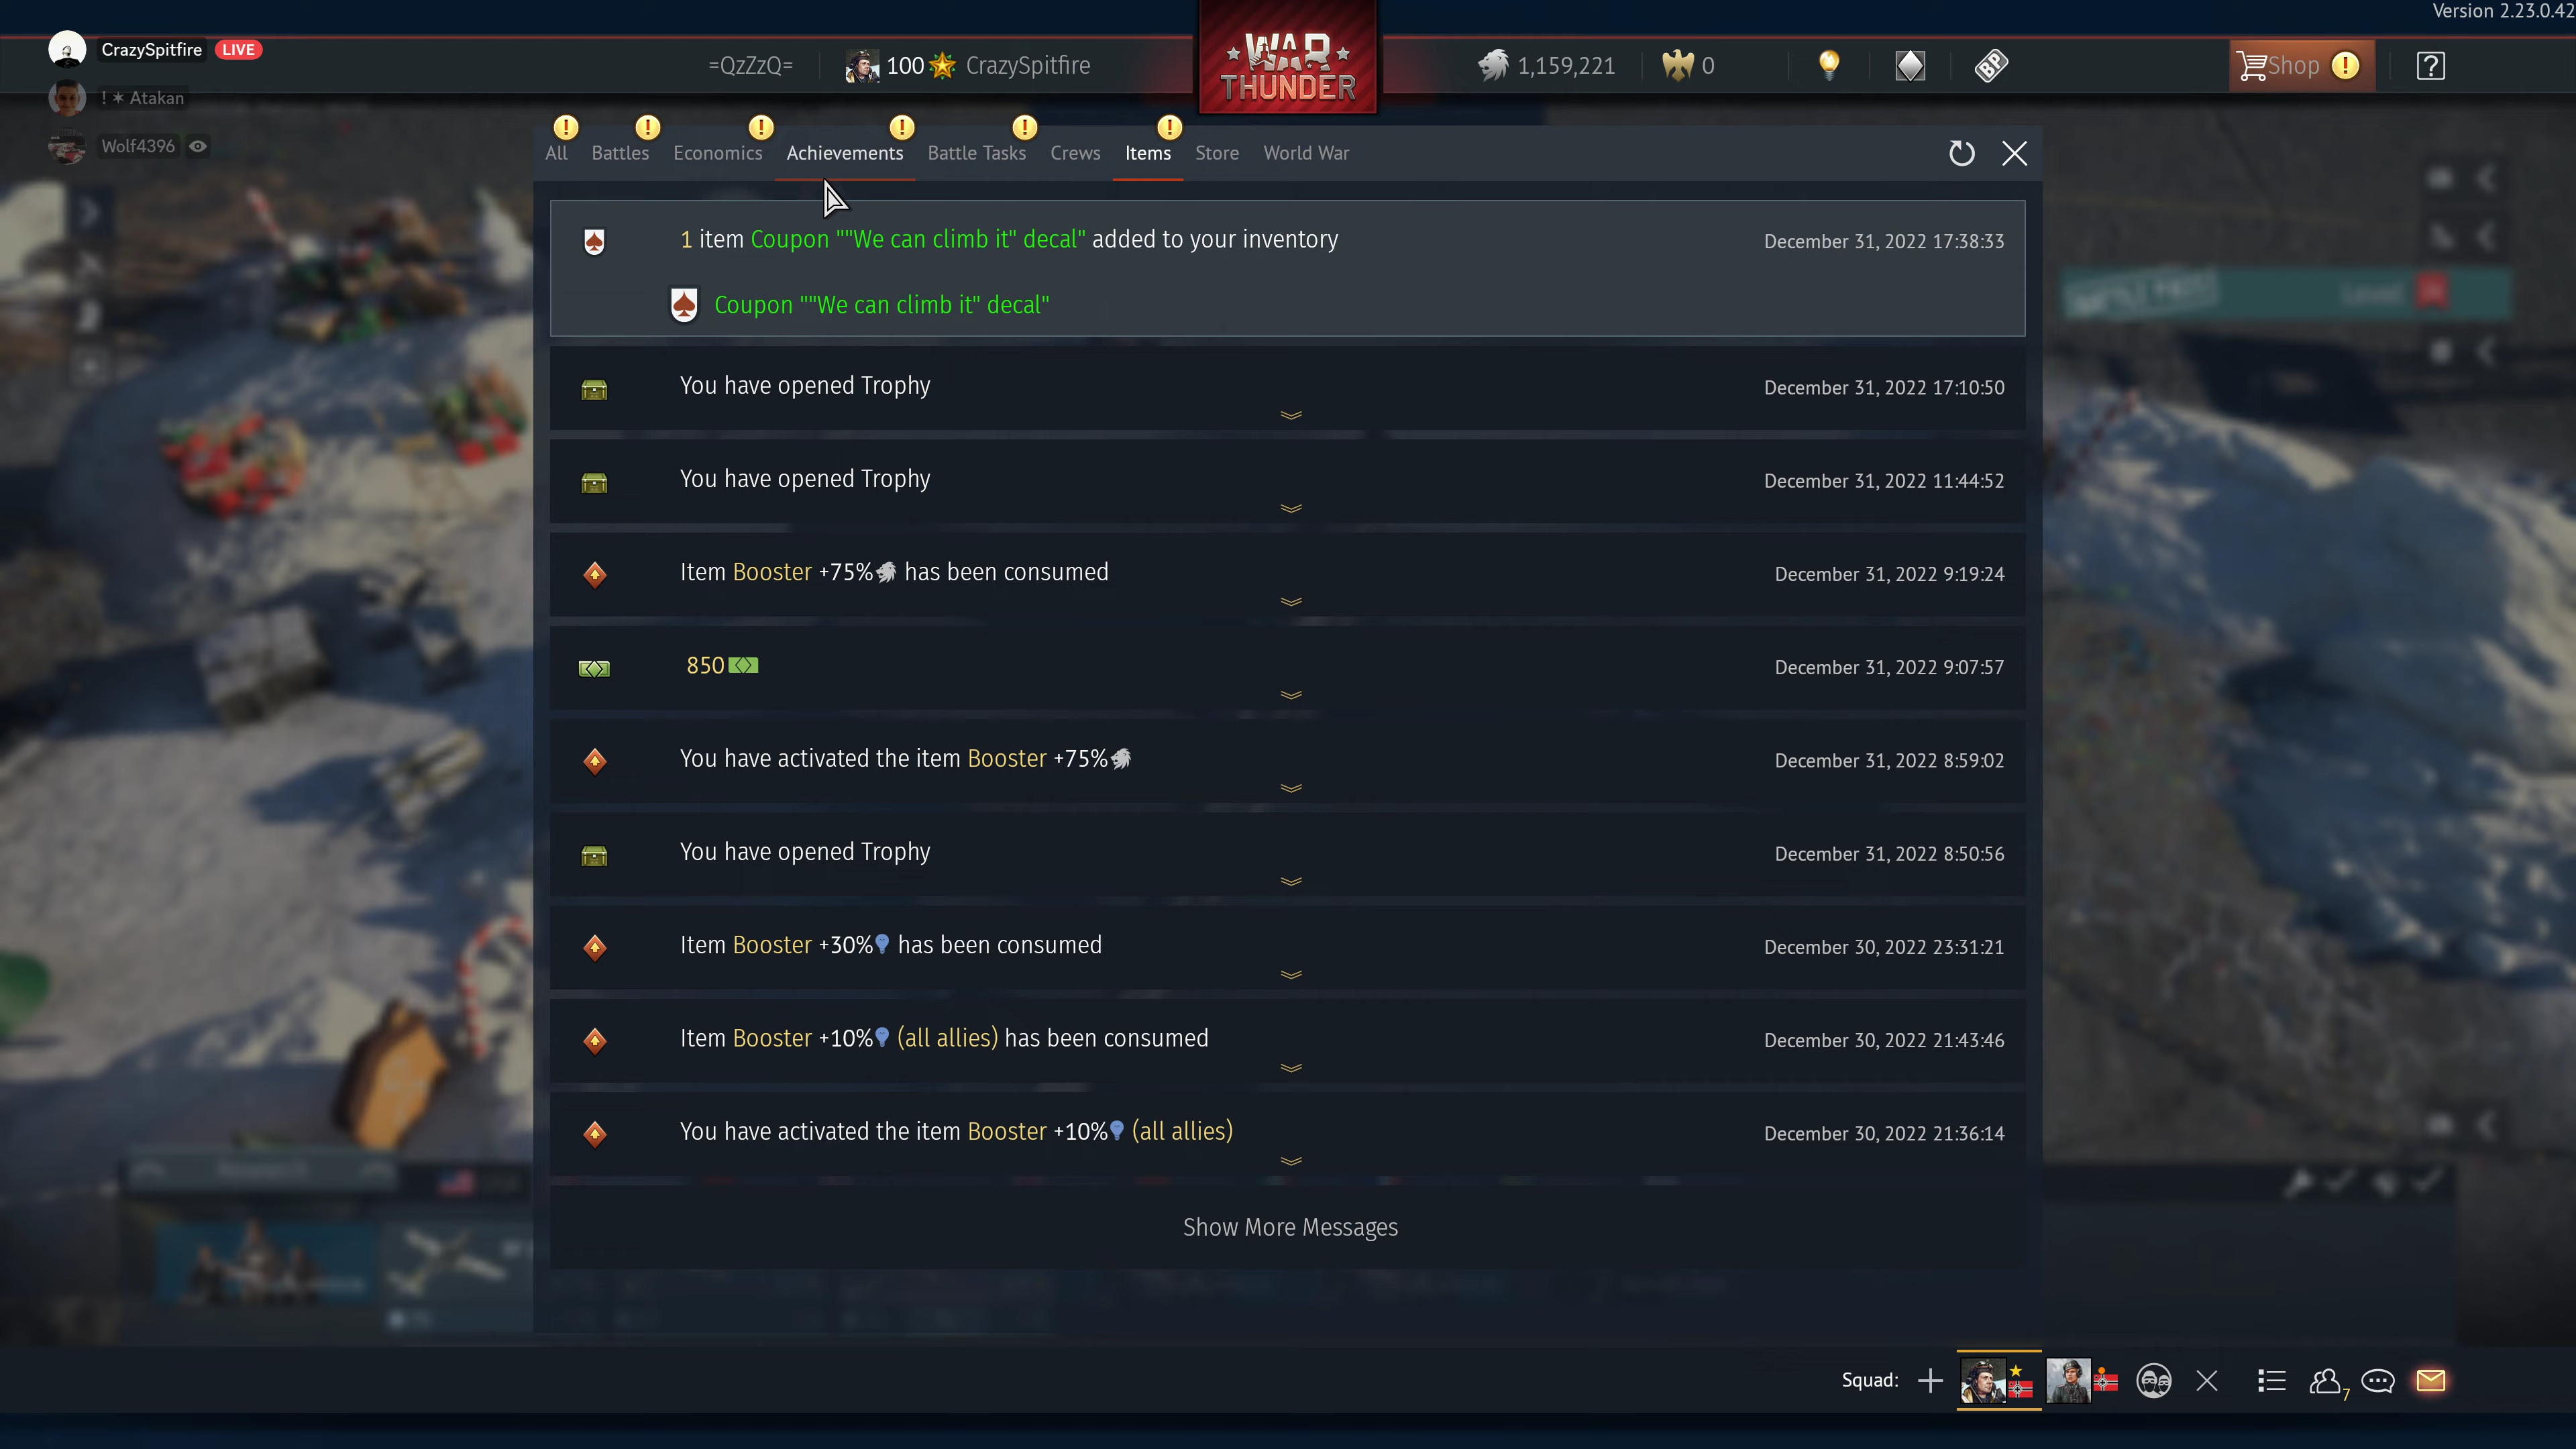 Version 2.23.0.42
CrazySpitfire LIVE
! ✶ Atakan
Wolf4396
=QzZzQ= 100 CrazySpitfire
WAR THUNDER
1,159,221 0
BP
Shop !
?
All Battles Economics Achievements Battle Tasks Crews Items Store World War
1 item Coupon ""We can climb it" decal" added to your inventory December 31, 2022 17:38:33
Coupon ""We can climb it" decal"
You have opened Trophy December 31, 2022 17:10:50
You have opened Trophy December 31, 2022 11:44:52
Item Booster +75% has been consumed December 31, 2022 9:19:24
850 December 31, 2022 9:07:57
You have activated the item Booster +75% December 31, 2022 8:59:02
You have opened Trophy December 31, 2022 8:50:56
Item Booster +30% has been consumed December 30, 2022 23:31:21
Item Booster +10% (all allies) has been consumed December 30, 2022 21:43:46
You have activated the item Booster +10% (all allies) December 30, 2022 21:36:14
Show More Messages
Research
Level
Squad: 7